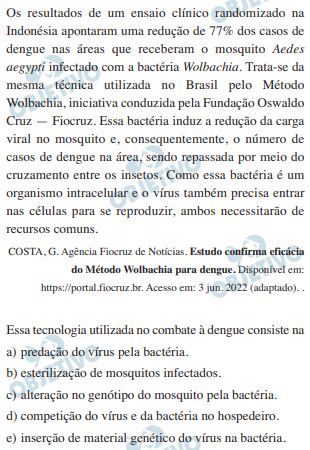 Os resultados de um ensaio clínico randomizado na
Indonésia apontaram uma redução de 77% dos casos de
dengue nas áreas que receberam o mosquito Aedes
aegypti infectado com a bactéria Wolbachia. Trata-se da
mesma técnica utilizada no Brasil pelo Método
Wolbachia, iniciativa conduzida pela Fundação Oswaldo
Cruz — Fiocruz. Essa bactéria induz a redução da carga
viral no mosquito e, consequentemente, o número de
casos de dengue na área, sendo repassada por meio do
cruzamento entre os insetos. Como essa bactéria é um
organismo intracelular e o vírus também precisa entrar
nas células para se reproduzir, ambos necessitarão de
recursos comuns.
COSTA, G. Agência Fiocruz de Notícias. Estudo confirma eficácia
do Método Wolbachia para dengue. Disponível em:
https://portal.fiocruz.br. Acesso em: 3 jun. 2022 (adaptado). .
Essa tecnologia utilizada no combate à dengue consiste na
a) predação do vírus pela bactéria.
b) esterilização de mosquitos infectados.
c) alteração no genótipo do mosquito pela bactéria.
d) competição do vírus e da bactéria no hospedeiro.
e) inserção de material genético do vírus na bactéria.
OBJETIVO
OBJETIVO
OBJETIVO
OBJETIVO
OBJETIVO